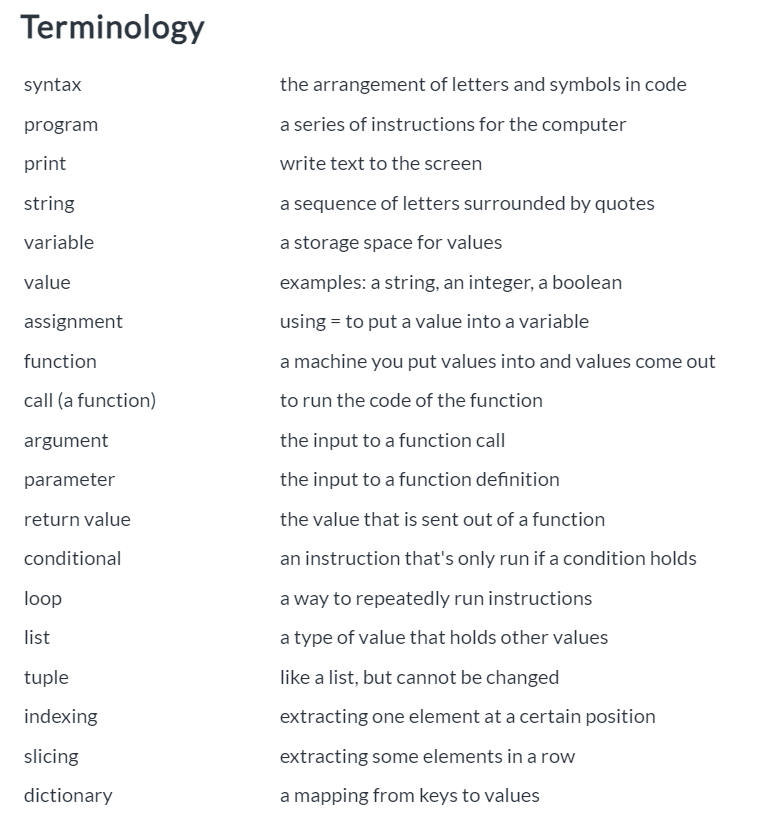 Terminology
syntax the arrangement of letters and symbols in code
program a series of instructions for the computer
print write text to the screen
string a sequence of letters surrounded by quotes
variable a storage space for values
value examples: a string, an integer, a boolean
assignment using = to put a value into a variable
function a machine you put values into and values come out
call (a function) to run the code of the function
argument the input to a function call
parameter the input to a function definition
return value the value that is sent out of a function
conditional an instruction that's only run if a condition holds
loop a way to repeatedly run instructions
list a type of value that holds other values
tuple like a list, but cannot be changed
indexing extracting one element at a certain position
slicing extracting some elements in a row
dictionary a mapping from keys to values